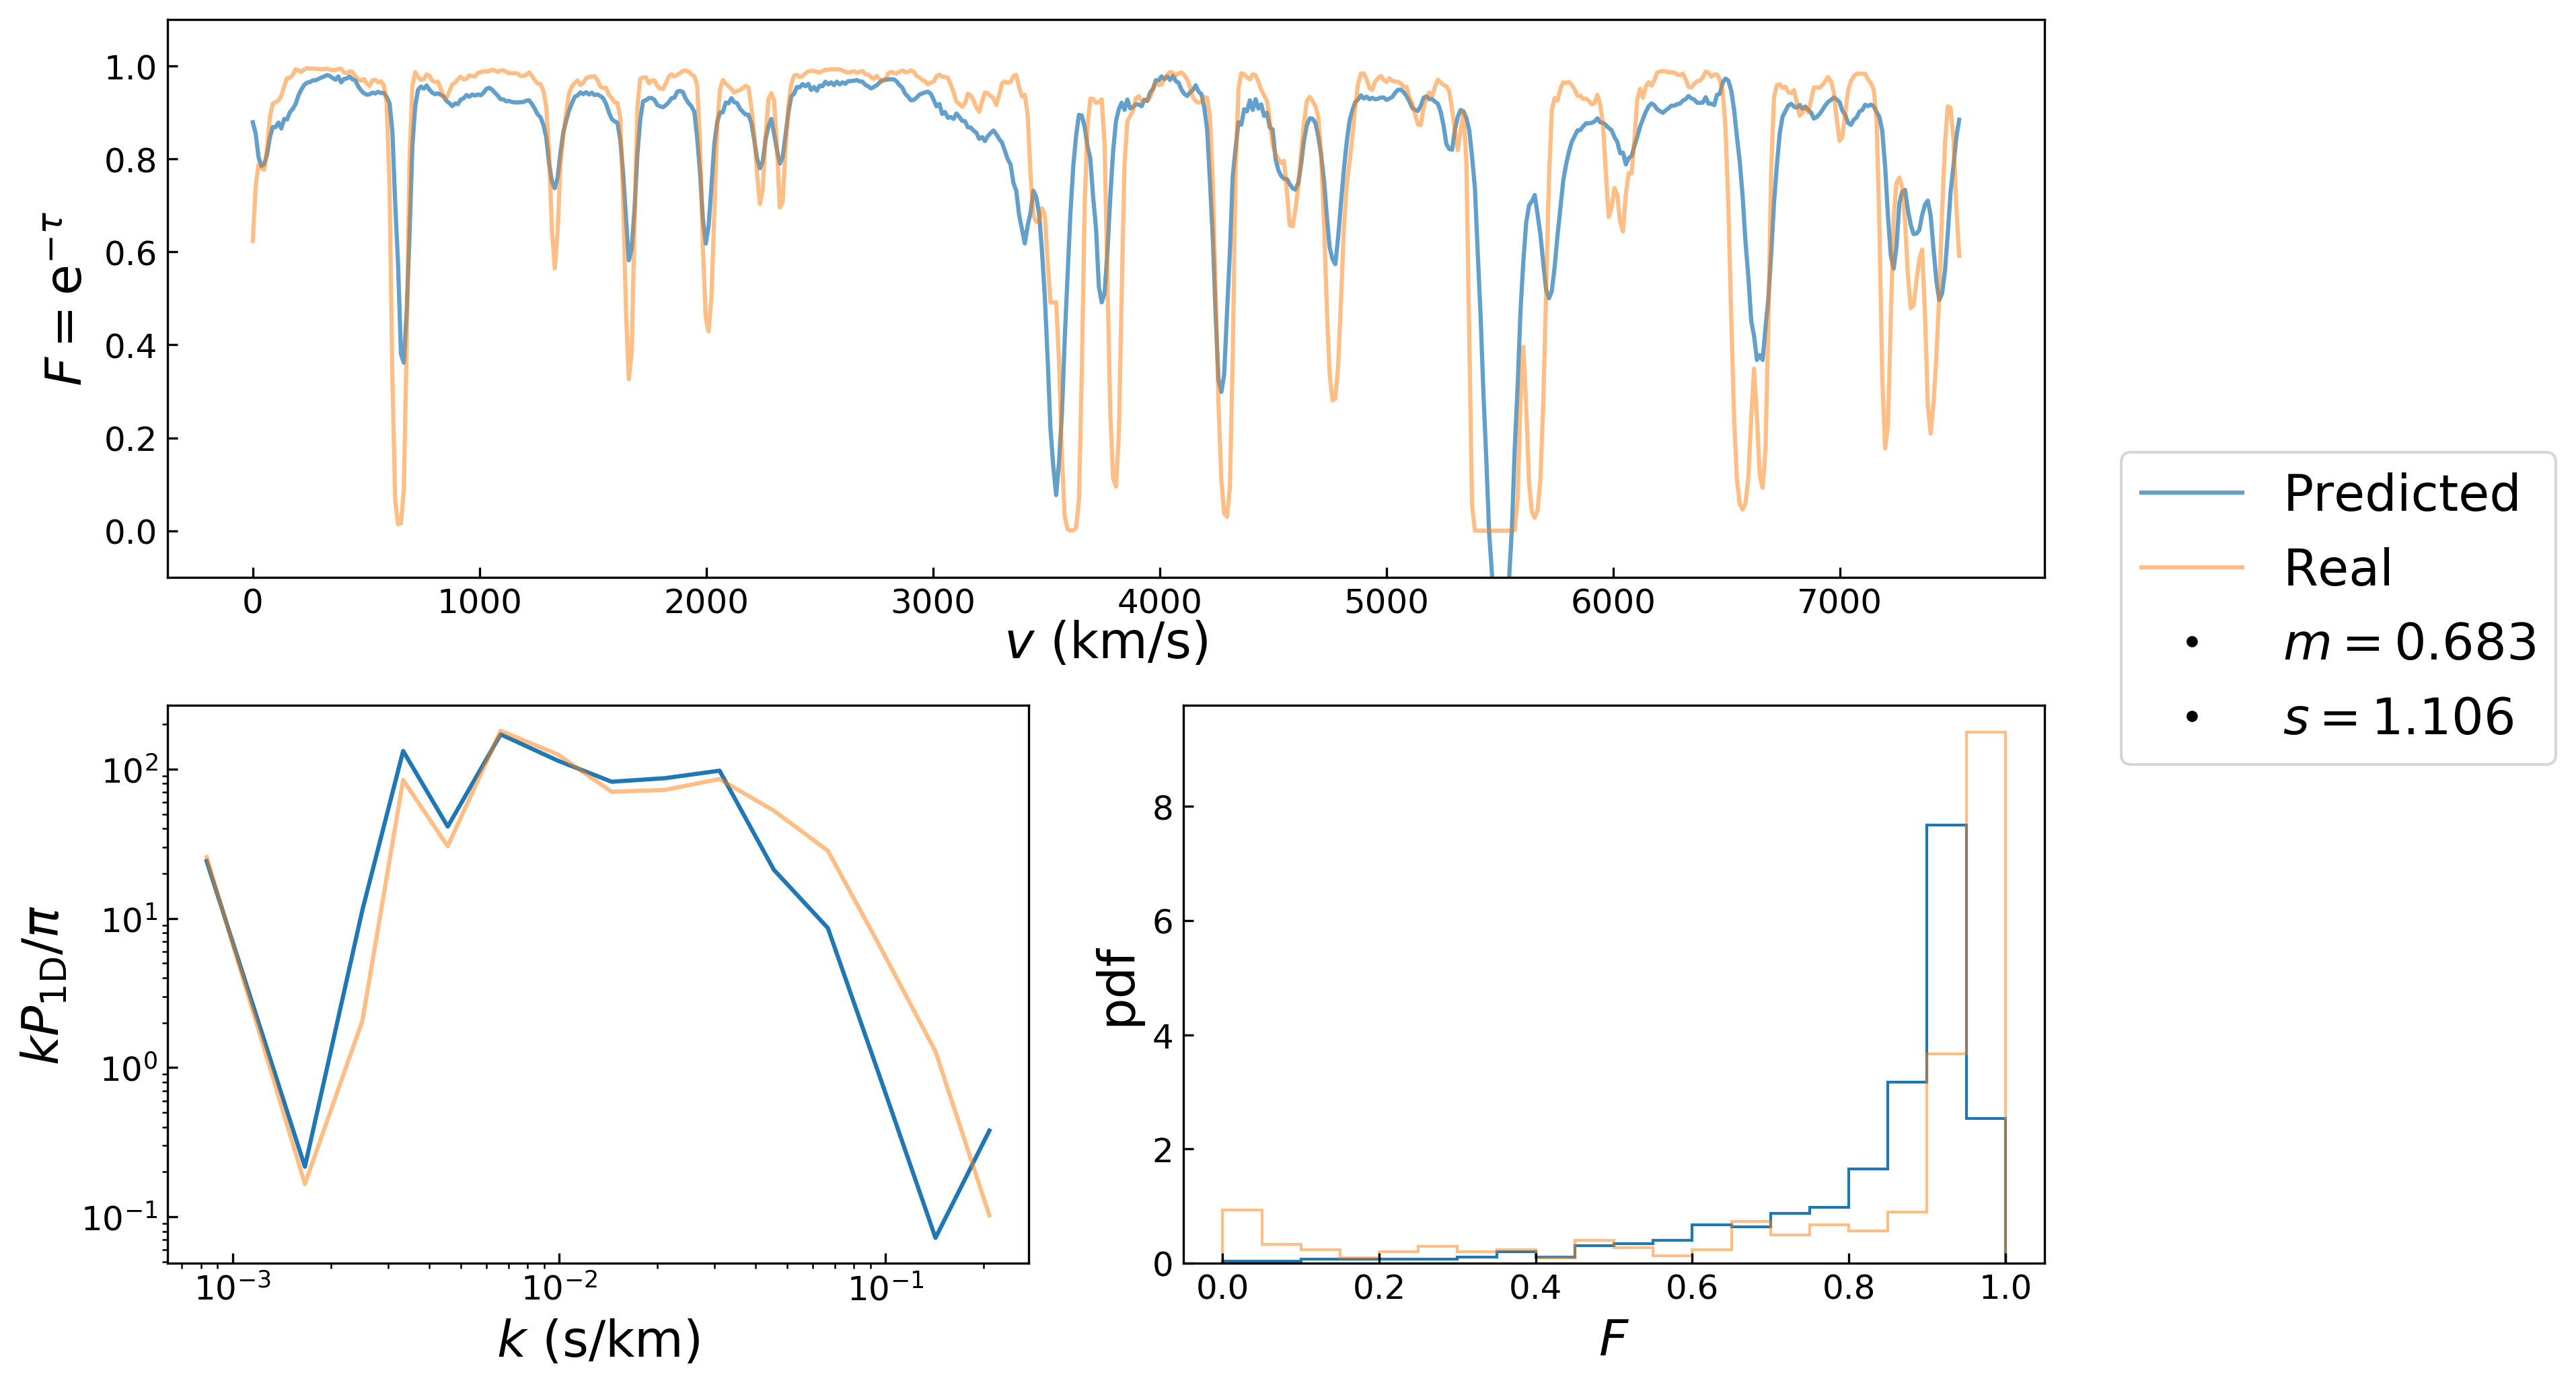 1.0
0.8
0.6
0.4
0.2
0.0
F = e^{-τ}
0 1000 2000 3000 4000 5000 6000 7000
v (km/s)
Predicted
Real
m = 0.683
s = 1.106
10^2
10^1
10^0
10^{-1}
kP_{1D}/π
10^{-3} 10^{-2} 10^{-1}
k (s/km)
8
6
4
2
0
pdf
0.0 0.2 0.4 0.6 0.8 1.0
F